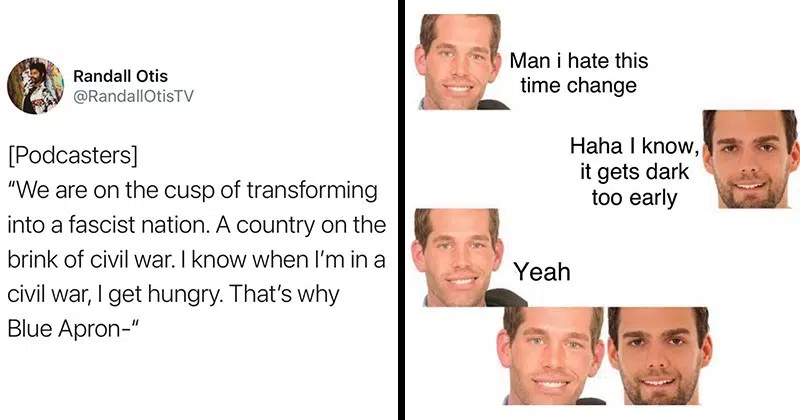 Randall Otis
@RandallOtisTV
[Podcasters]
“We are on the cusp of transforming
into a fascist nation. A country on the
brink of civil war. I know when I’m in a
civil war, I get hungry. That’s why
Blue Apron-“
Man i hate this
time change
Haha I know,
it gets dark
too early
Yeah